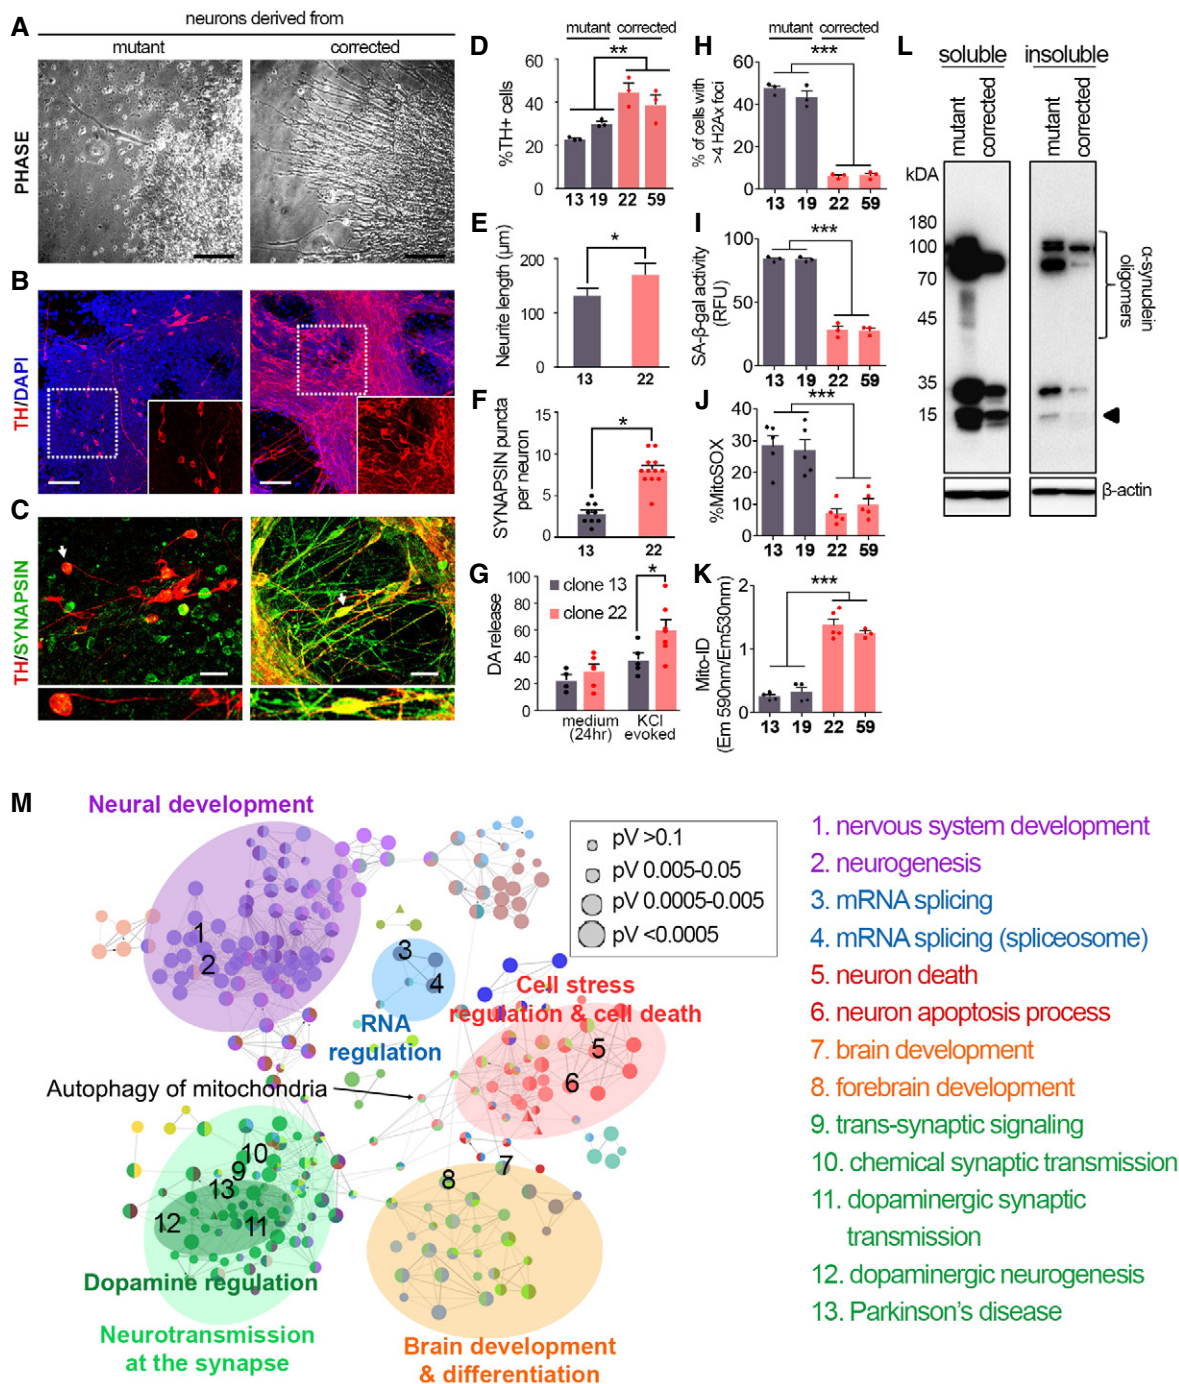 A
neurons derived from
mutant
corrected
PHASE
B
TH/DAPI
C
TH/SYNAPSIN
D
mutant corrected
**
%TH+ cells
60
40
20
0
13 19 22 59
E
*
Neurite length (µm)
200
100
0
13 22
F
*
SYNAPSIN puncta
per neuron
15
10
5
0
13 22
G
clone 13
clone 22
*
DA release
100
80
60
40
20
0
medium
(24hr)
KCl
evoked
H
mutant corrected
***
% of cells with
>4 H2Ax foci
60
40
20
0
13 19 22 59
I
***
SA-β-gal activity
(RFU)
100
50
0
13 19 22 59
J
***
%MitoSOX
40
30
20
10
0
13 19 22 59
K
***
Mito-ID
(Em 590nm/Em530nm)
2
1
0
13 19 22 59
L
soluble insoluble
mutant
corrected
mutant
corrected
kDA
180
100
70
45
35
15
α-synuclein
oligomers
β-actin
M
Neural development
1
2
3
4
RNA
regulation
Cell stress
regulation & cell death
5
6
Autophagy of mitochondria
10
9
13
12
11
Dopamine regulation
Neurotransmission
at the synapse
8
7
Brain development
& differentiation
pV >0.1
pV 0.005-0.05
pV 0.0005-0.005
pV <0.0005
1. nervous system development
2. neurogenesis
3. mRNA splicing
4. mRNA splicing (spliceosome)
5. neuron death
6. neuron apoptosis process
7. brain development
8. forebrain development
9. trans-synaptic signaling
10. chemical synaptic transmission
11. dopaminergic synaptic
transmission
12. dopaminergic neurogenesis
13. Parkinson's disease